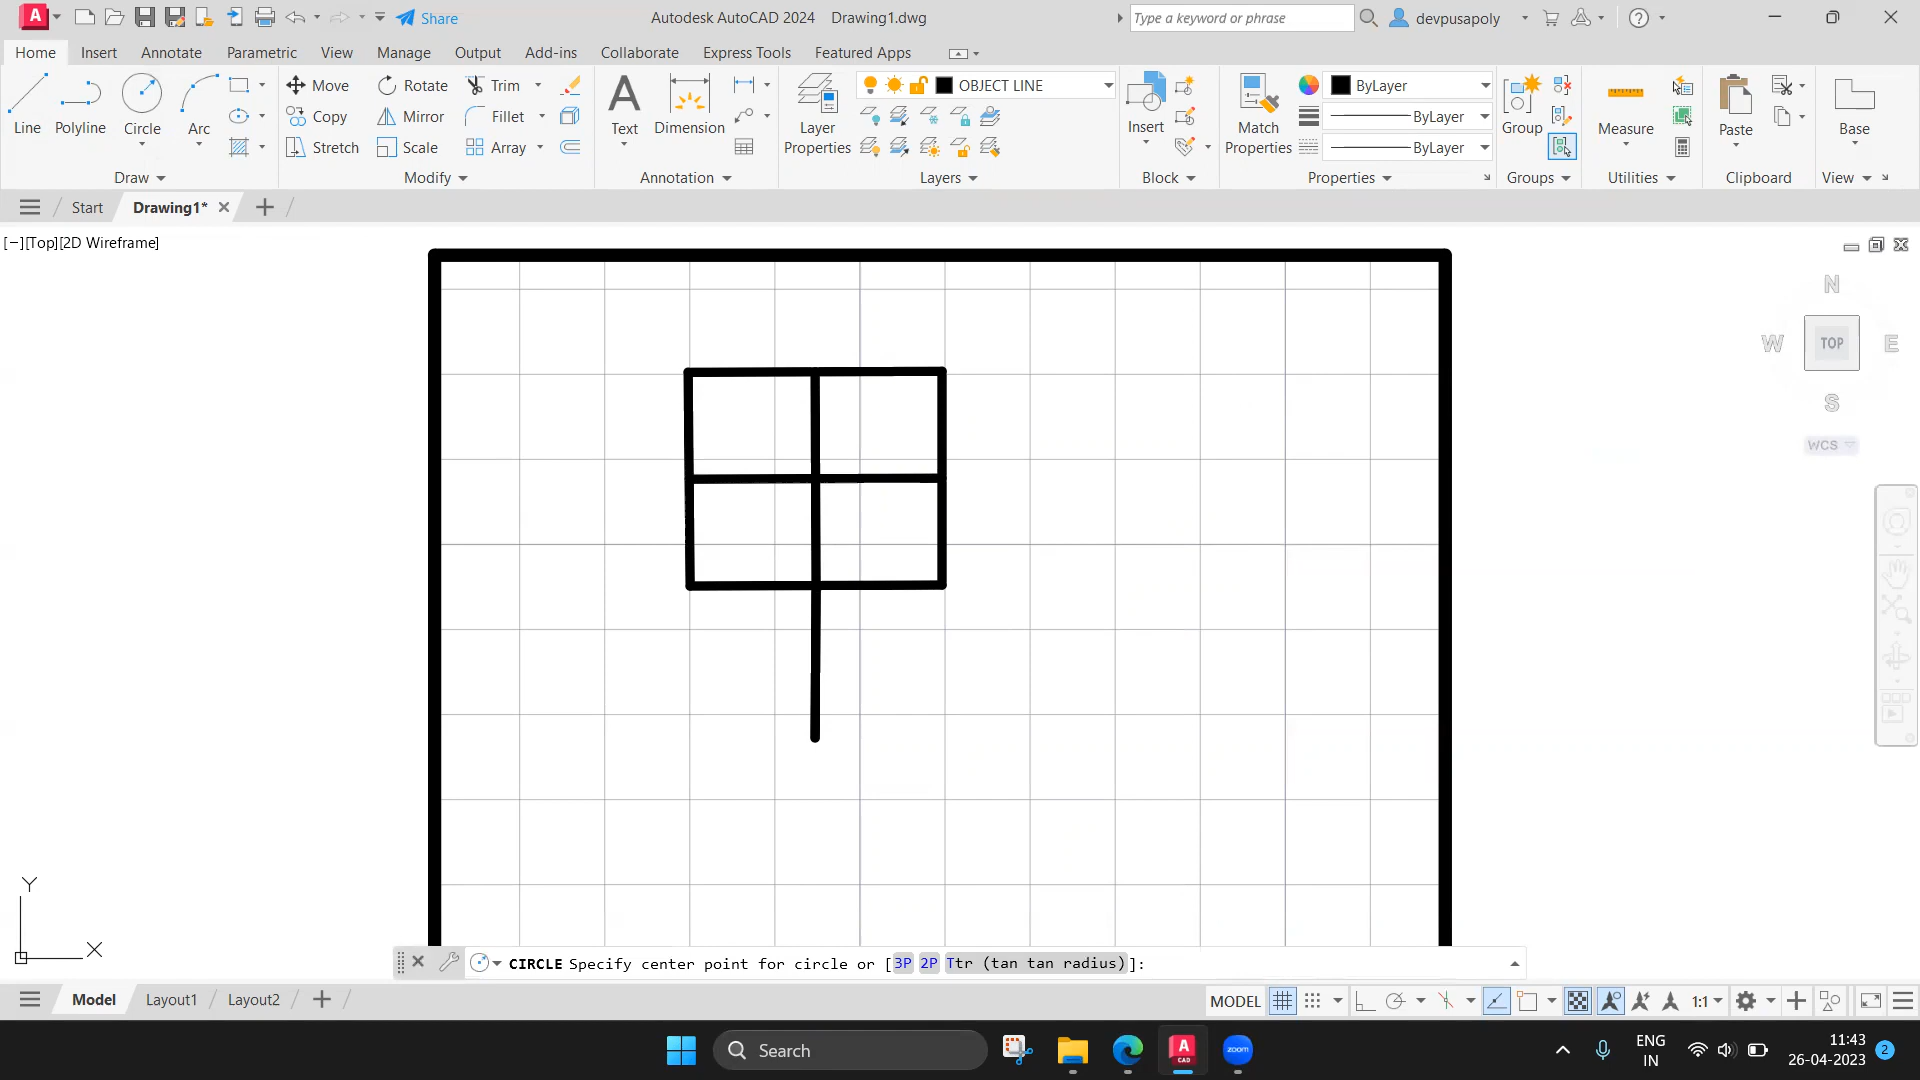 A Share Autodesk AutoCAD 2024 Drawing1.dwg Type a keyword or phrase devpusapoly
Home Insert Annotate Parametric View Manage Output Add-ins Collaborate Express Tools Featured Apps
Line Polyline Circle Arc
Move Rotate Trim
Copy Mirror Fillet
Stretch Scale Array
Text Dimension
Layer Properties
OBJECT LINE
Insert
Match Properties
ByLayer
ByLayer
ByLayer
Group
Measure
Paste
Base
Draw Modify Annotation Layers Block Properties Groups Utilities Clipboard View
Start Drawing1*
[−][Top][2D Wireframe]
N
W TOP E
S
WCS
Y
X
CIRCLE Specify center point for circle or [3P 2P Ttr (tan tan radius)]:
Model Layout1 Layout2 MODEL 1:1
Search
A CAD
zoom
ENG
IN
11:43
26-04-2023
2